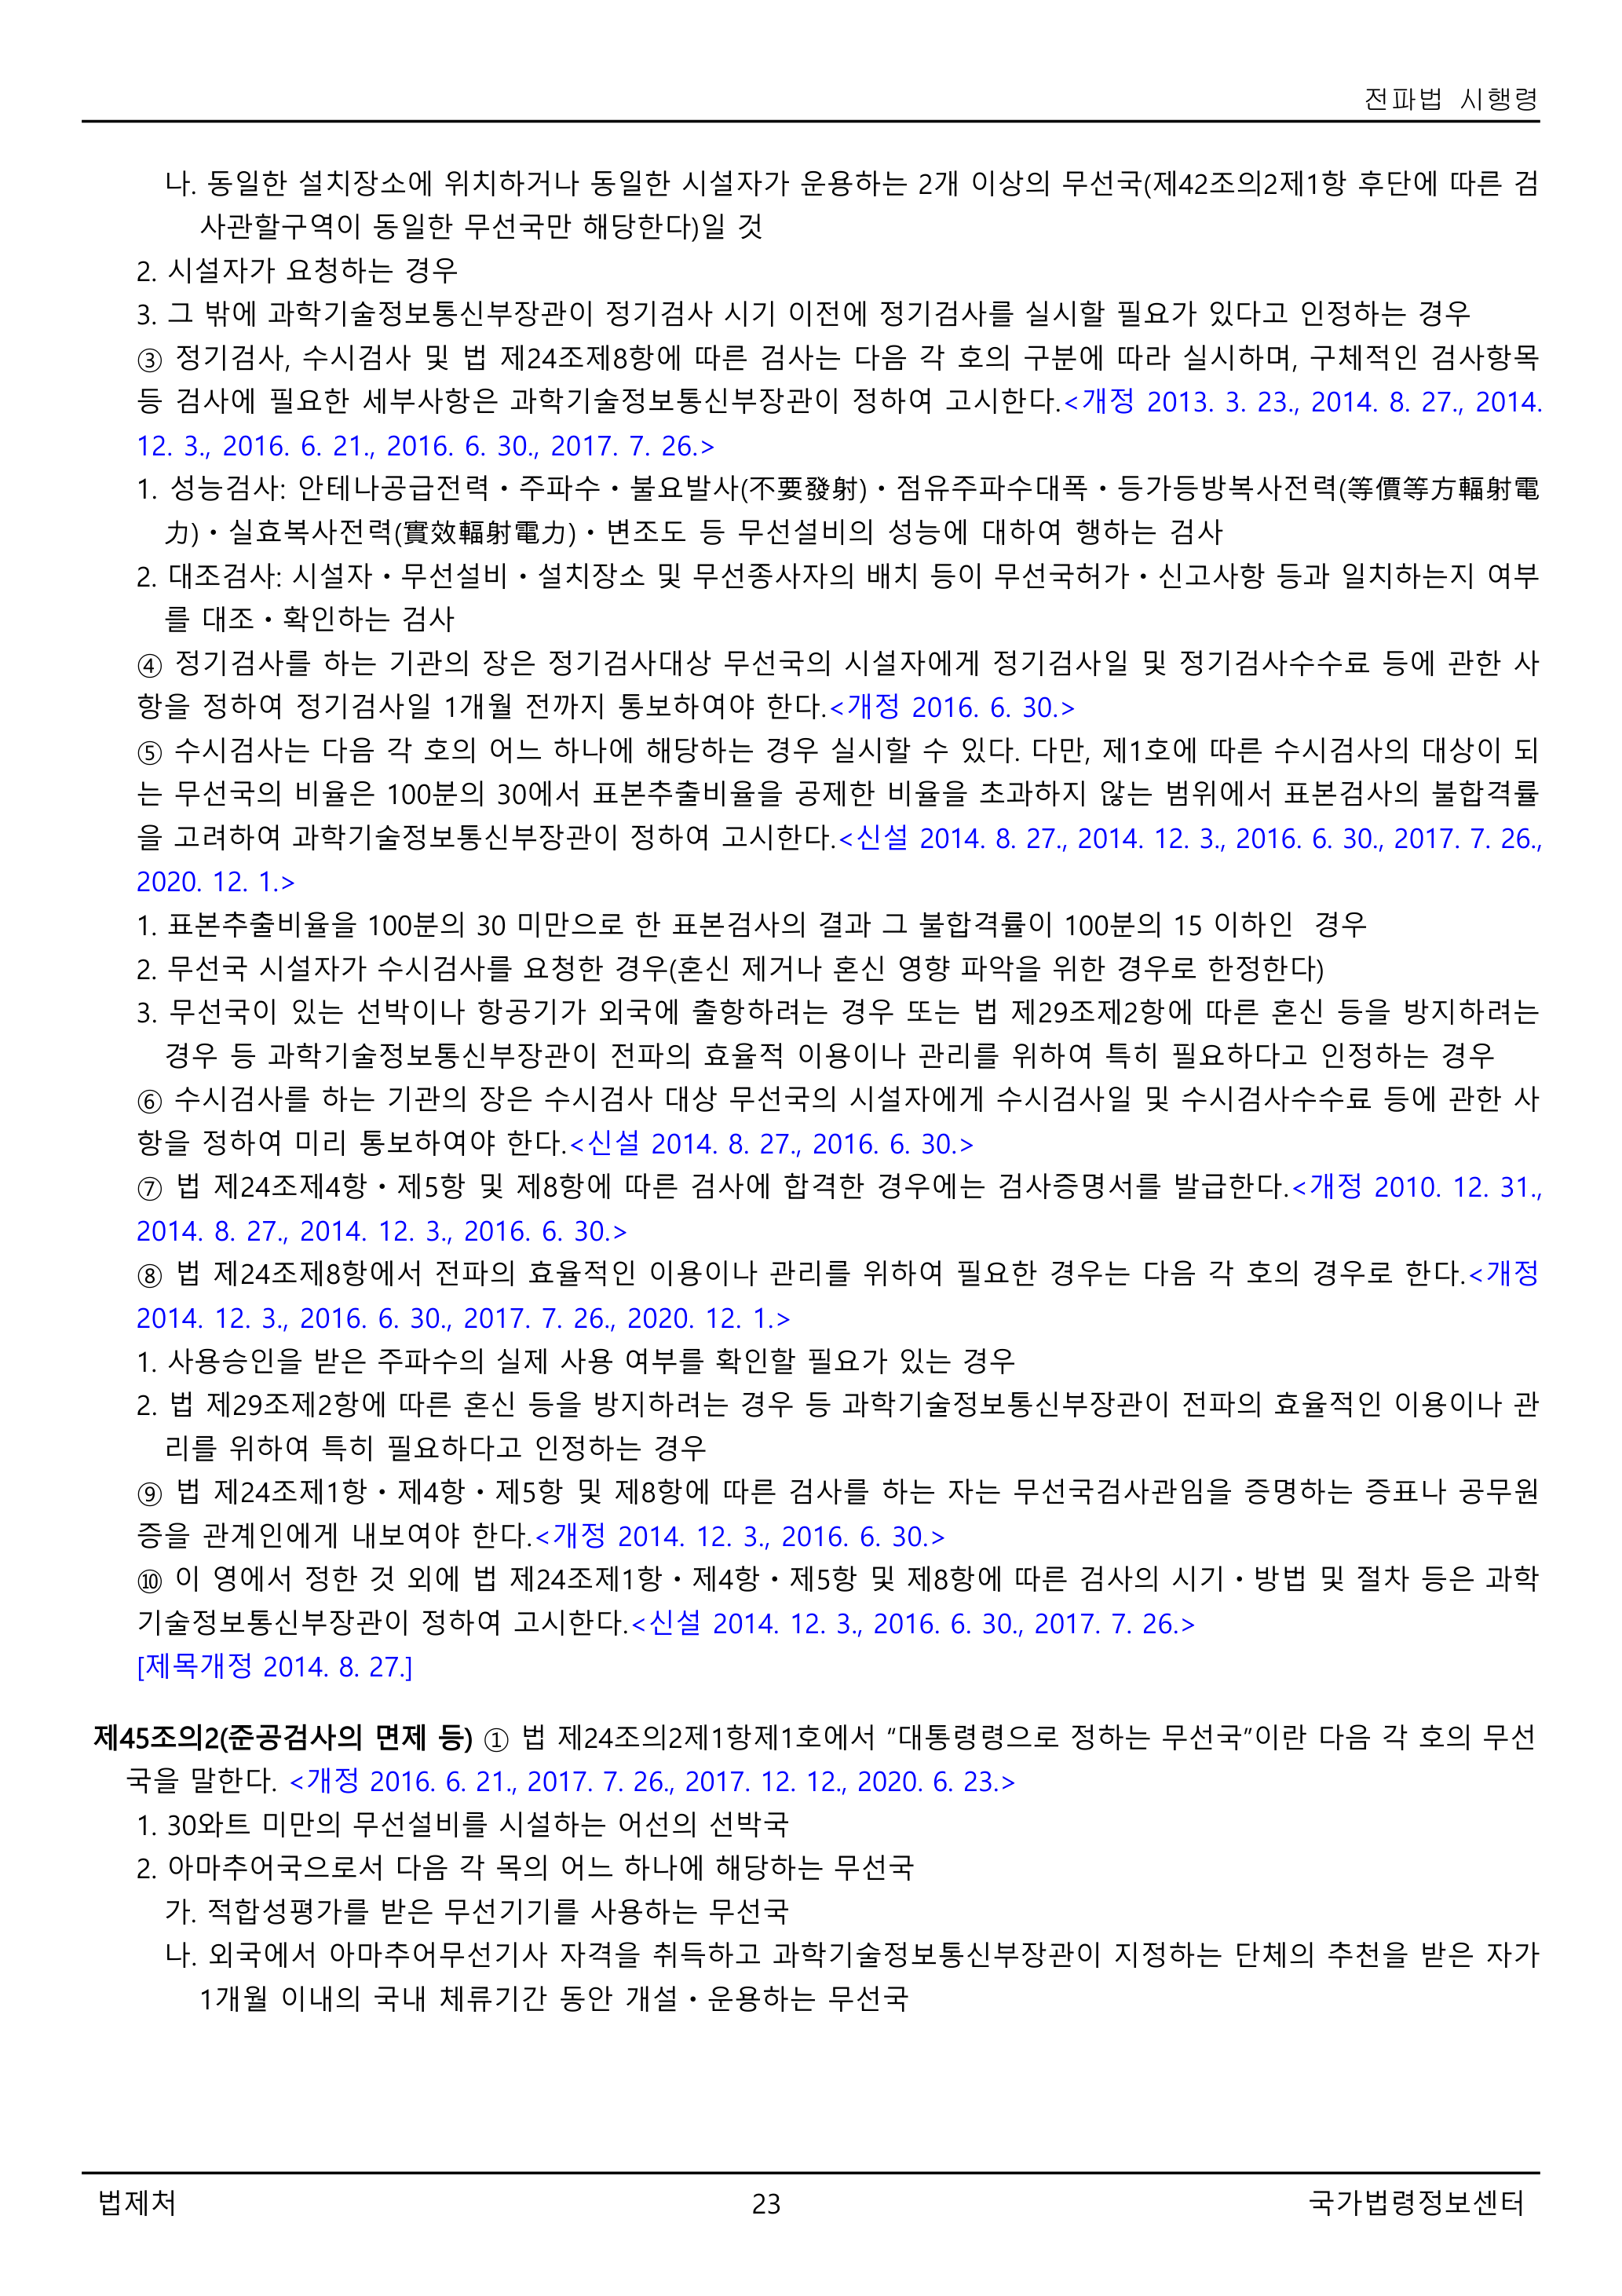 전파법 시행령
나. 동일한 설치장소에 위치하거나 동일한 시설자가 운용하는 2개 이상의 무선국(제42조의2제1항 후단에 따른 검
사관할구역이 동일한 무선국만 해당한다)일 것
2. 시설자가 요청하는 경우
3. 그 밖에 과학기술정보통신부장관이 정기검사 시기 이전에 정기검사를 실시할 필요가 있다고 인정하는 경우
③ 정기검사, 수시검사 및 법 제24조제8항에 따른 검사는 다음 각 호의 구분에 따라 실시하며, 구체적인 검사항목
등 검사에 필요한 세부사항은 과학기술정보통신부장관이 정하여 고시한다.<개정 2013. 3. 23., 2014. 8. 27., 2014.
12. 3., 2016. 6. 21., 2016. 6. 30., 2017. 7. 26.>
1. 성능검사: 안테나공급전력ㆍ주파수ㆍ불요발사(不要發射)ㆍ점유주파수대폭ㆍ등가등방복사전력(等價等方輻射電
力)ㆍ실효복사전력(實效輻射電力)ㆍ변조도 등 무선설비의 성능에 대하여 행하는 검사
2. 대조검사: 시설자ㆍ무선설비ㆍ설치장소 및 무선종사자의 배치 등이 무선국허가ㆍ신고사항 등과 일치하는지 여부
를 대조ㆍ확인하는 검사
④ 정기검사를 하는 기관의 장은 정기검사대상 무선국의 시설자에게 정기검사일 및 정기검사수수료 등에 관한 사
항을 정하여 정기검사일 1개월 전까지 통보하여야 한다.<개정 2016. 6. 30.>
⑤ 수시검사는 다음 각 호의 어느 하나에 해당하는 경우 실시할 수 있다. 다만, 제1호에 따른 수시검사의 대상이 되
는 무선국의 비율은 100분의 30에서 표본추출비율을 공제한 비율을 초과하지 않는 범위에서 표본검사의 불합격률
을 고려하여 과학기술정보통신부장관이 정하여 고시한다.<신설 2014. 8. 27., 2014. 12. 3., 2016. 6. 30., 2017. 7. 26.,
2020. 12. 1.>
1. 표본추출비율을 100분의 30 미만으로 한 표본검사의 결과 그 불합격률이 100분의 15 이하인  경우
2. 무선국 시설자가 수시검사를 요청한 경우(혼신 제거나 혼신 영향 파악을 위한 경우로 한정한다)
3. 무선국이 있는 선박이나 항공기가 외국에 출항하려는 경우 또는 법 제29조제2항에 따른 혼신 등을 방지하려는
경우 등 과학기술정보통신부장관이 전파의 효율적 이용이나 관리를 위하여 특히 필요하다고 인정하는 경우
⑥ 수시검사를 하는 기관의 장은 수시검사 대상 무선국의 시설자에게 수시검사일 및 수시검사수수료 등에 관한 사
항을 정하여 미리 통보하여야 한다.<신설 2014. 8. 27., 2016. 6. 30.>
⑦ 법 제24조제4항ㆍ제5항 및 제8항에 따른 검사에 합격한 경우에는 검사증명서를 발급한다.<개정 2010. 12. 31.,
2014. 8. 27., 2014. 12. 3., 2016. 6. 30.>
⑧ 법 제24조제8항에서 전파의 효율적인 이용이나 관리를 위하여 필요한 경우는 다음 각 호의 경우로 한다.<개정
2014. 12. 3., 2016. 6. 30., 2017. 7. 26., 2020. 12. 1.>
1. 사용승인을 받은 주파수의 실제 사용 여부를 확인할 필요가 있는 경우
2. 법 제29조제2항에 따른 혼신 등을 방지하려는 경우 등 과학기술정보통신부장관이 전파의 효율적인 이용이나 관
리를 위하여 특히 필요하다고 인정하는 경우
⑨ 법 제24조제1항ㆍ제4항ㆍ제5항 및 제8항에 따른 검사를 하는 자는 무선국검사관임을 증명하는 증표나 공무원
증을 관계인에게 내보여야 한다.<개정 2014. 12. 3., 2016. 6. 30.>
⑩ 이 영에서 정한 것 외에 법 제24조제1항ㆍ제4항ㆍ제5항 및 제8항에 따른 검사의 시기ㆍ방법 및 절차 등은 과학
기술정보통신부장관이 정하여 고시한다.<신설 2014. 12. 3., 2016. 6. 30., 2017. 7. 26.>
[제목개정 2014. 8. 27.]
제45조의2(준공검사의 면제 등) ① 법 제24조의2제1항제1호에서 “대통령령으로 정하는 무선국”이란 다음 각 호의 무선
국을 말한다. <개정 2016. 6. 21., 2017. 7. 26., 2017. 12. 12., 2020. 6. 23.>
1. 30와트 미만의 무선설비를 시설하는 어선의 선박국
2. 아마추어국으로서 다음 각 목의 어느 하나에 해당하는 무선국
가. 적합성평가를 받은 무선기기를 사용하는 무선국
나. 외국에서 아마추어무선기사 자격을 취득하고 과학기술정보통신부장관이 지정하는 단체의 추천을 받은 자가
1개월 이내의 국내 체류기간 동안 개설ㆍ운용하는 무선국
법제처
23
국가법령정보센터